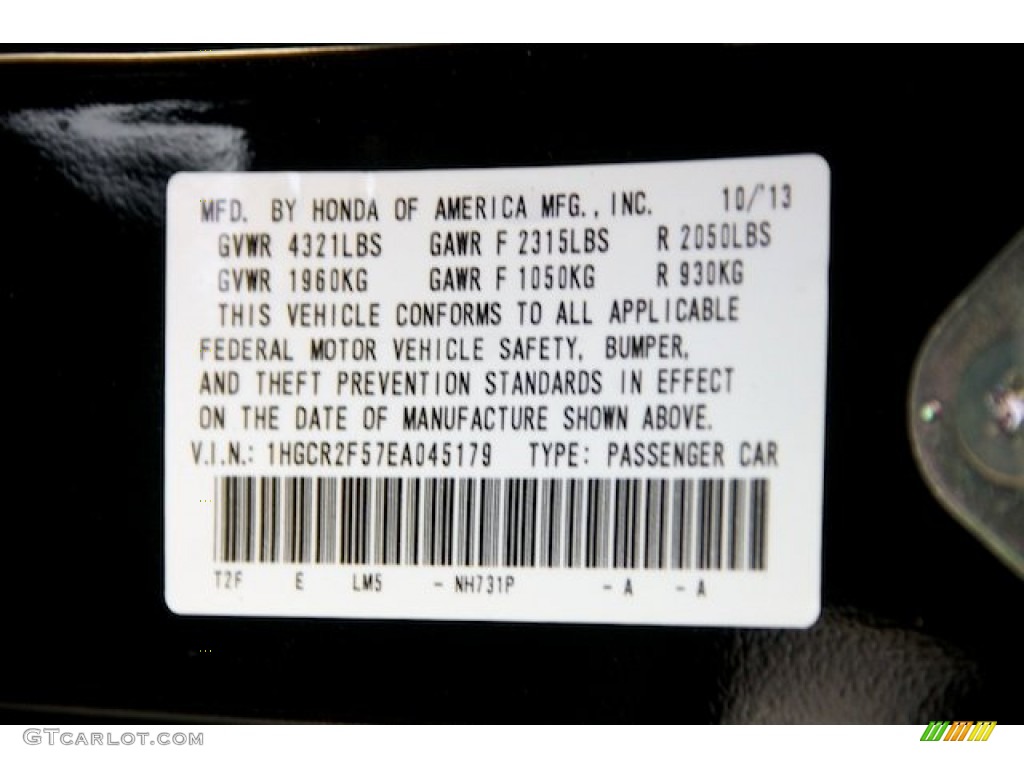 MFD. BY HONDA OF AMERICA MFG., INC. 10/'13
GVWR 4321LBS GAWR F 2315LBS R 2050LBS
GVWR 1960KG GAWR F 1050KG R 930KG
THIS VEHICLE CONFORMS TO ALL APPLICABLE
FEDERAL MOTOR VEHICLE SAFETY, BUMPER,
AND THEFT PREVENTION STANDARDS IN EFFECT
ON THE DATE OF MANUFACTURE SHOWN ABOVE.
V.I.N.: 1HGCR2F57EA045179 TYPE: PASSENGER CAR
T2F E LM5 - NH731P - A - A
GTCARLOT.COM